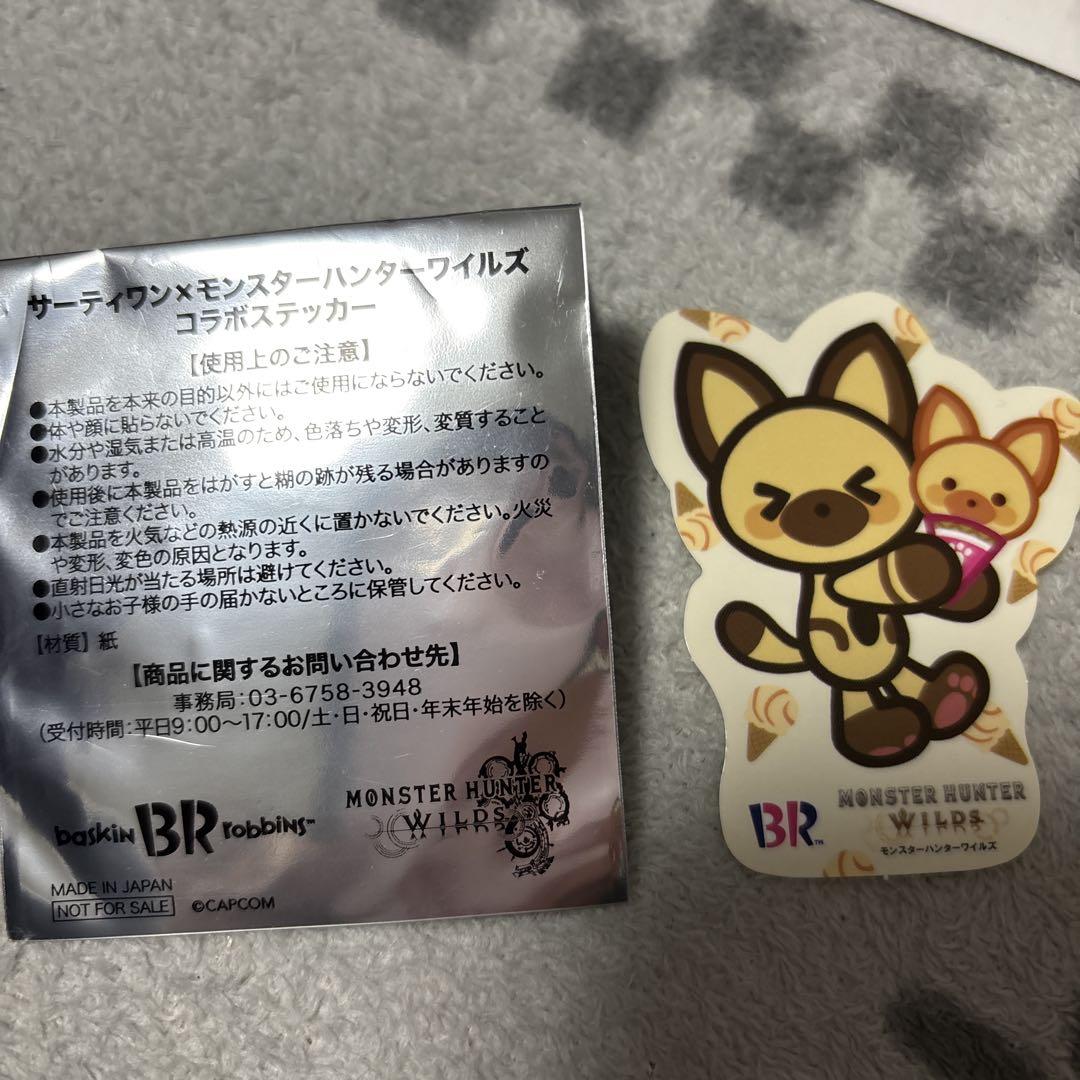 サーティワン×モンスターハンターワイルズ
コラボステッカー
【使用上のご注意】
●本製品を本来の目的以外にはご使用にならないでください。
●体や顔に貼らないでください。
●水分や湿気または高温のため、色落ちや変形、変質すること
があります。
●使用後に本製品をはがすと糊の跡が残る場合がありますの
でご注意ください。
●本製品を火気などの熱源の近くに置かないでください。火災
や変形、変色の原因となります。
●直射日光が当たる場所は避けてください。
●小さなお子様の手の届かないところに保管してください。
【材質】紙
【商品に関するお問い合わせ先】
事務局:03-6758-3948
(受付時間:平日9:00〜17:00/土・日・祝日・年末年始を除く)
baskin BR robbins™
MONSTER HUNTER
WILDS
MADE IN JAPAN
NOT FOR SALE ©CAPCOM
BR™
MONSTER HUNTER
WILDS
モンスターハンターワイルズ